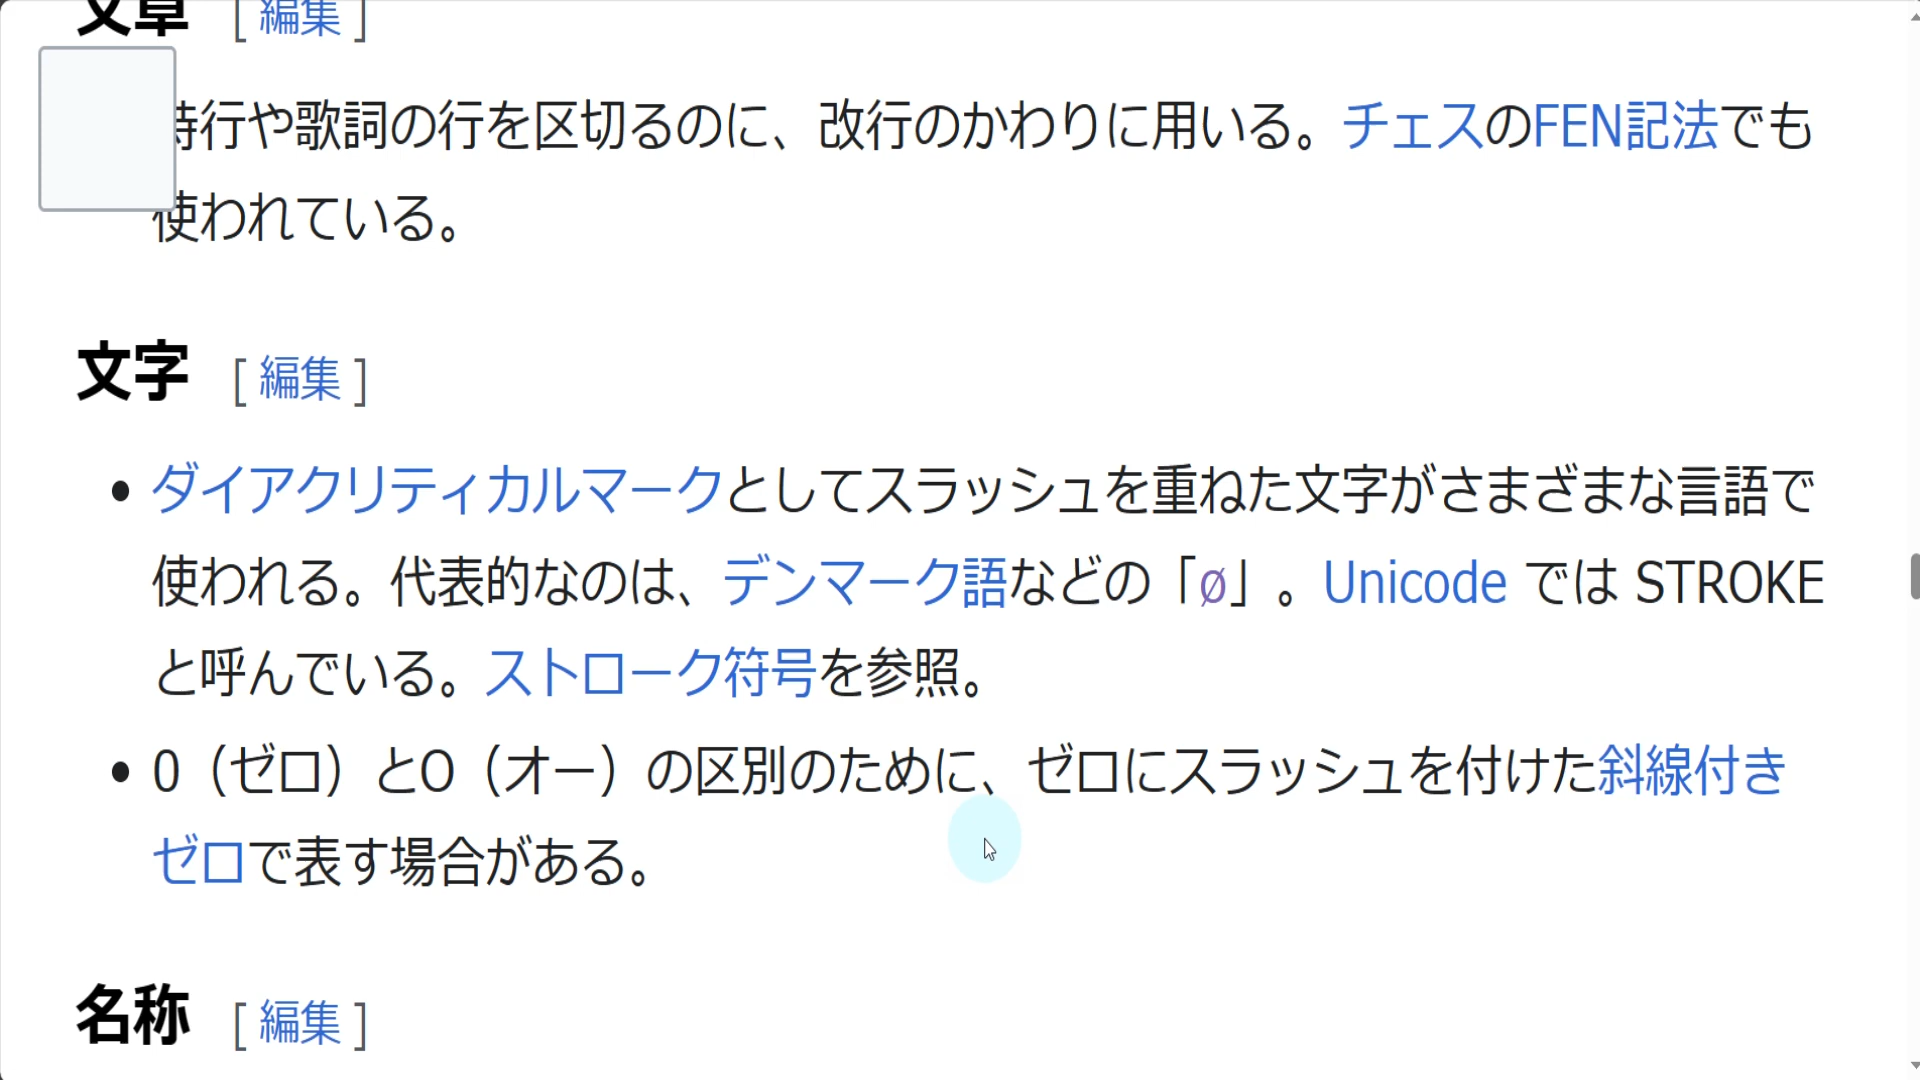 文章 [ 編集 ]
詩行や歌詞の行を区切るのに、改行のかわりに用いる。チェスのFEN記法でも
使われている。
文字 [ 編集 ]
• ダイアクリティカルマークとしてスラッシュを重ねた文字がさまざまな言語で
使われる。代表的なのは、デンマーク語などの「ø」。Unicode では STROKE
と呼んでいる。ストローク符号を参照。
• 0（ゼロ）とO（オー）の区別のために、ゼロにスラッシュを付けた斜線付き
ゼロで表す場合がある。
名称 [ 編集 ]